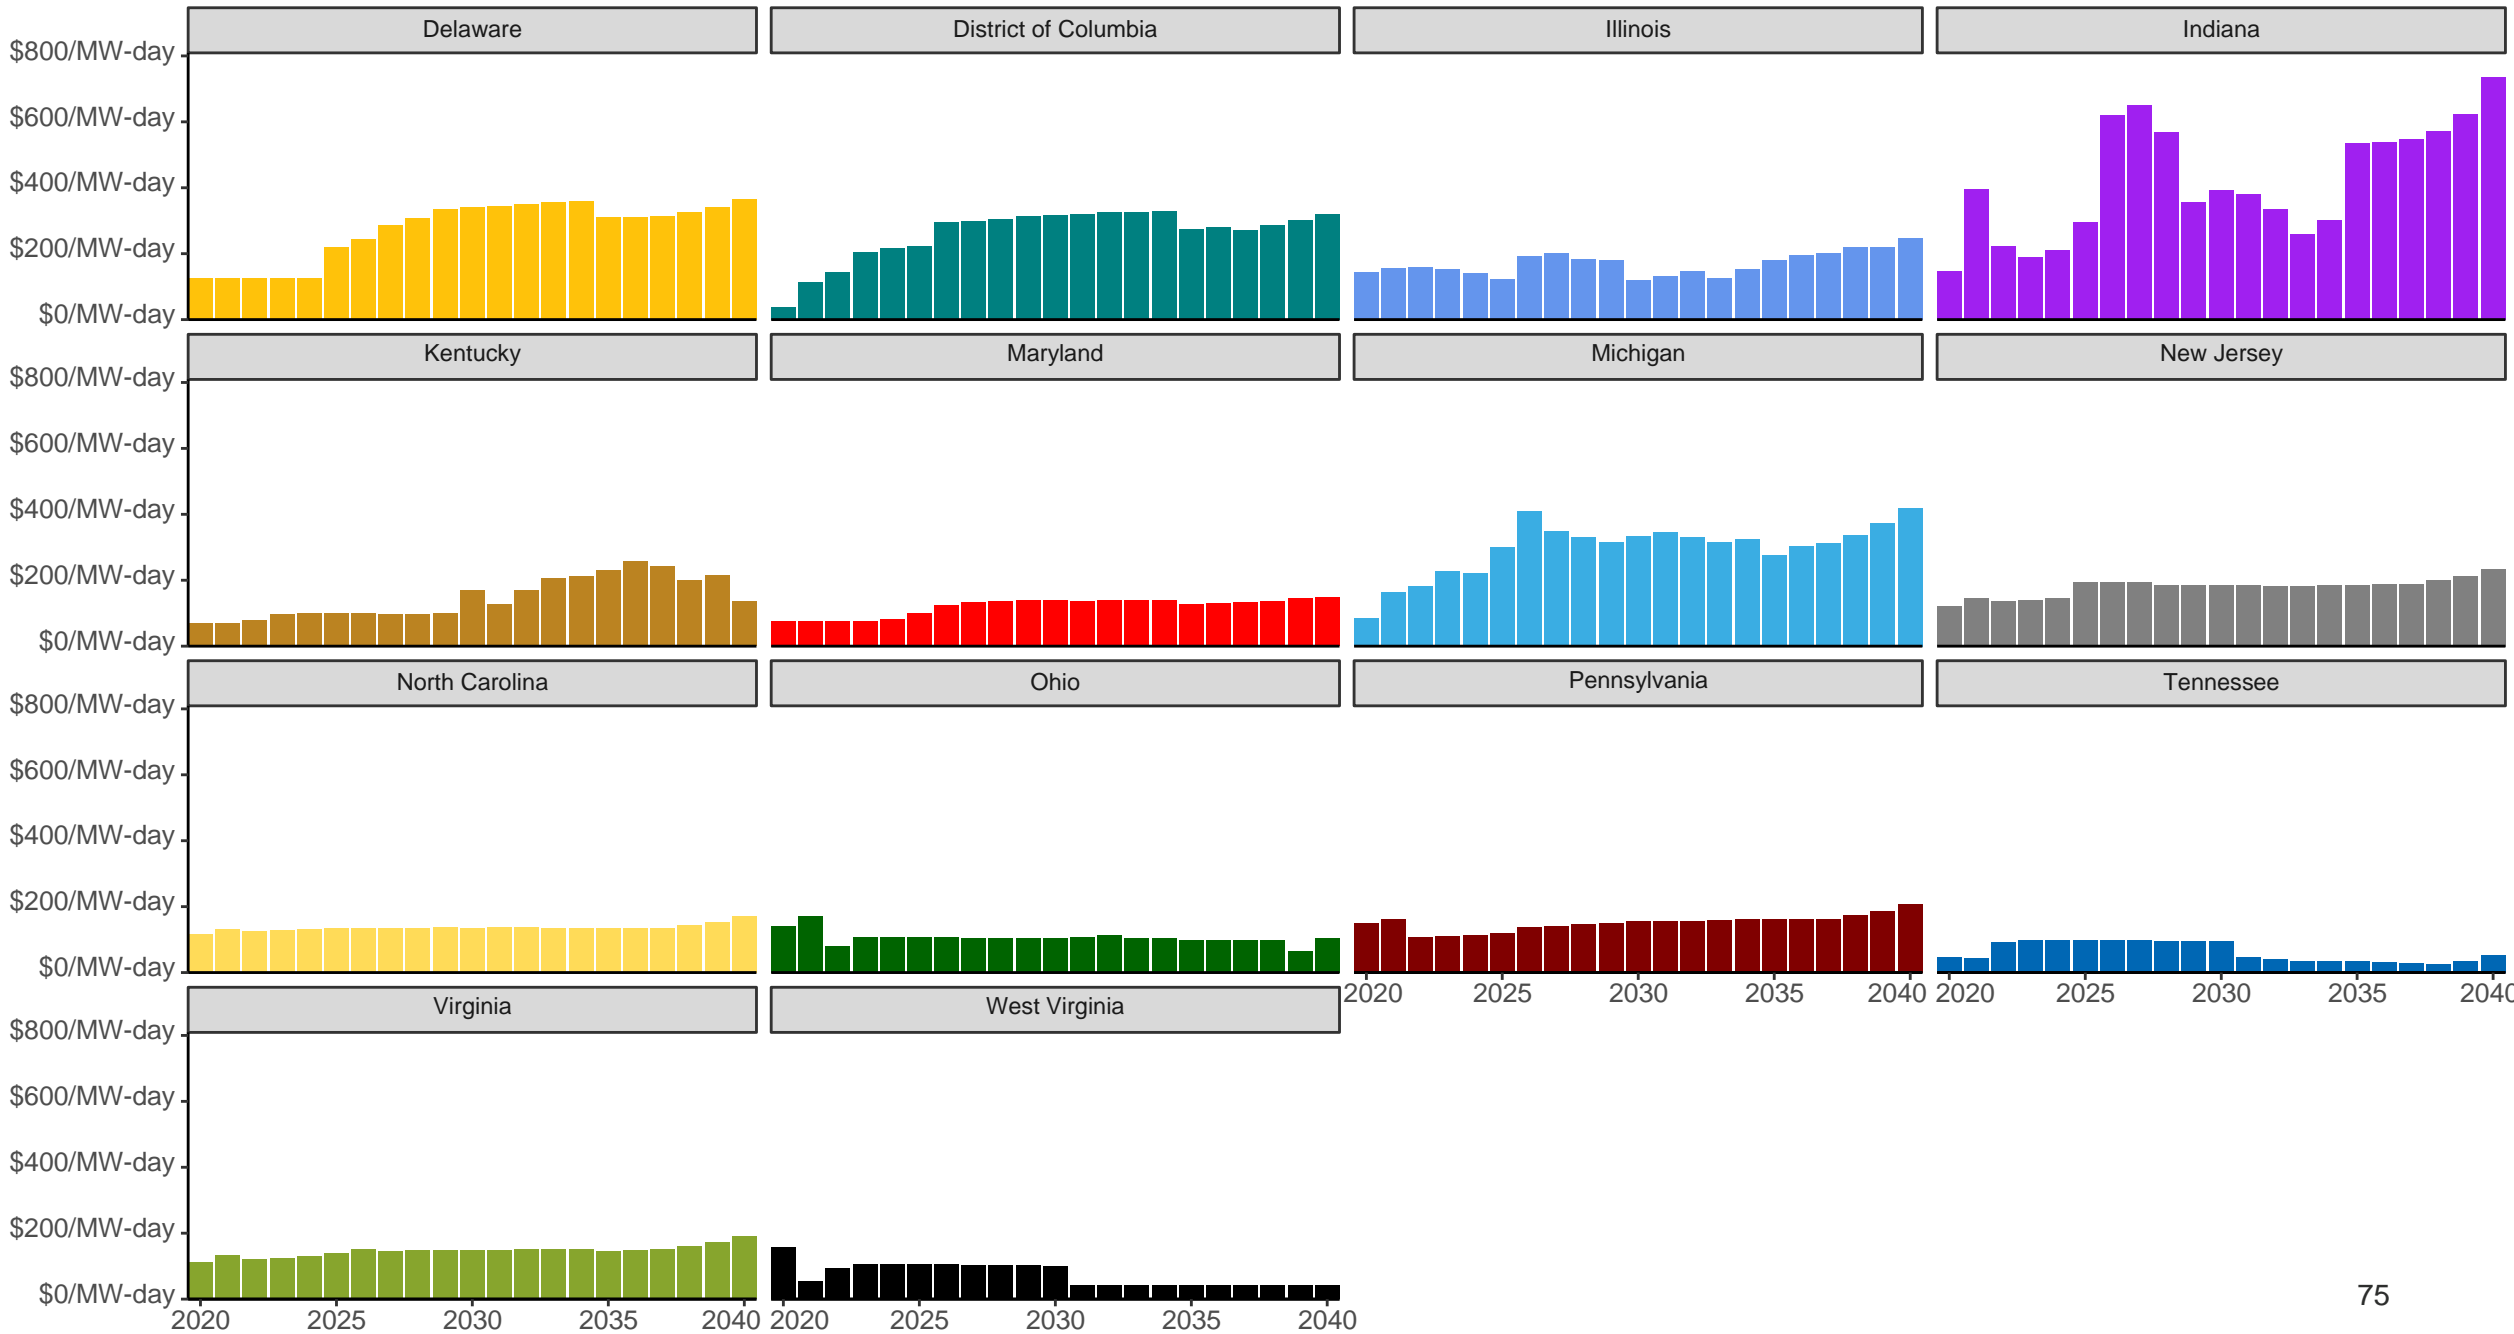 Delaware
District of Columbia
Illinois
Indiana
$800/MW-day
$600/MW-day
$400/MW-day
$200/MW-day
$0/MW-day
Kentucky
Maryland
Michigan
New Jersey
$800/MW-day
$600/MW-day
$400/MW-day
$200/MW-day
$0/MW-day
North Carolina
Ohio
Pennsylvania
Tennessee
$800/MW-day
$600/MW-day
$400/MW-day
$200/MW-day
$0/MW-day
2020 2025 2030 2035 2040
2020 2025 2030 2035 2040
Virginia
West Virginia
$800/MW-day
$600/MW-day
$400/MW-day
$200/MW-day
$0/MW-day
2020 2025 2030 2035 2040
2020 2025 2030 2035 2040
75